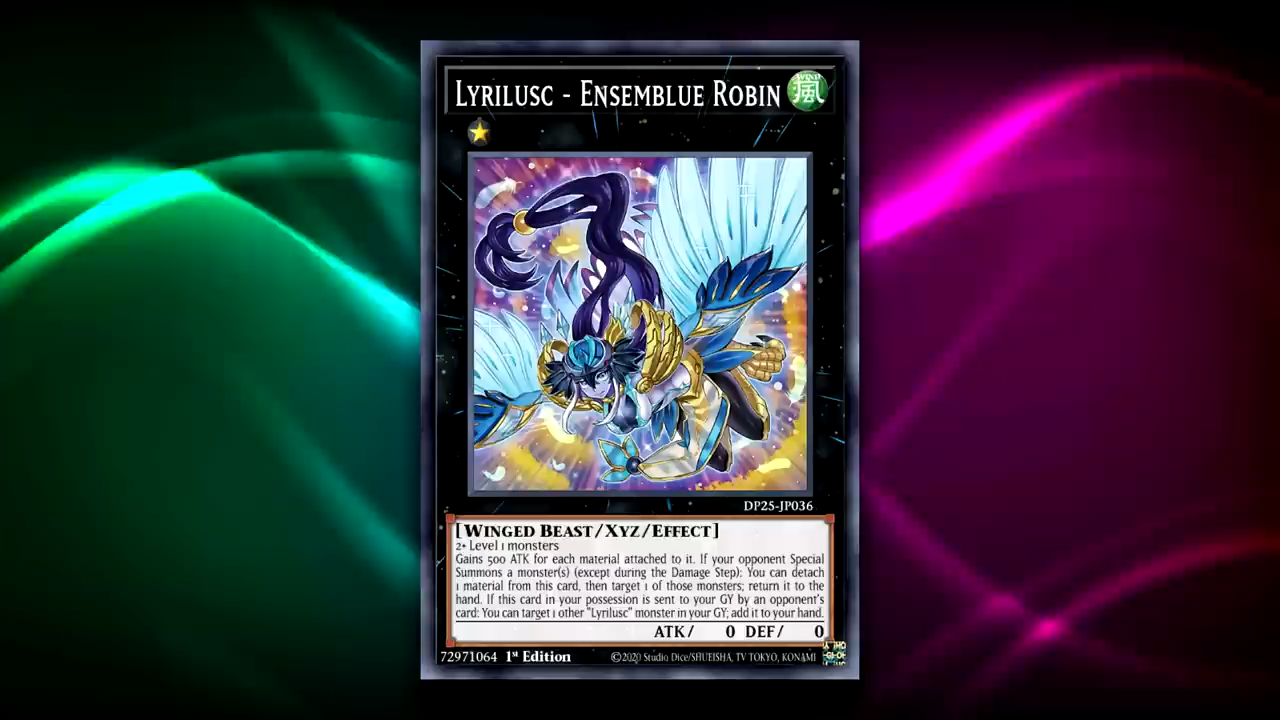 LYRILUSC - ENSEMBLUE ROBIN
WIND
風
DP25-JP036
[WINGED BEAST/XYZ/EFFECT]
2+ Level 1 monsters
Gains 500 ATK for each material attached to it. If your opponent Special
Summons a monster(s) (except during the Damage Step): You can detach
1 material from this card, then target 1 of those monsters; return it to the
hand. If this card in your possession is sent to your GY by an opponent's
card: You can target 1 other "Lyrilusc" monster in your GY; add it to your hand.
ATK/ 0 DEF/ 0
72971064 1st Edition ©2020 Studio Dice/SHUEISHA, TV TOKYO, KONAMI